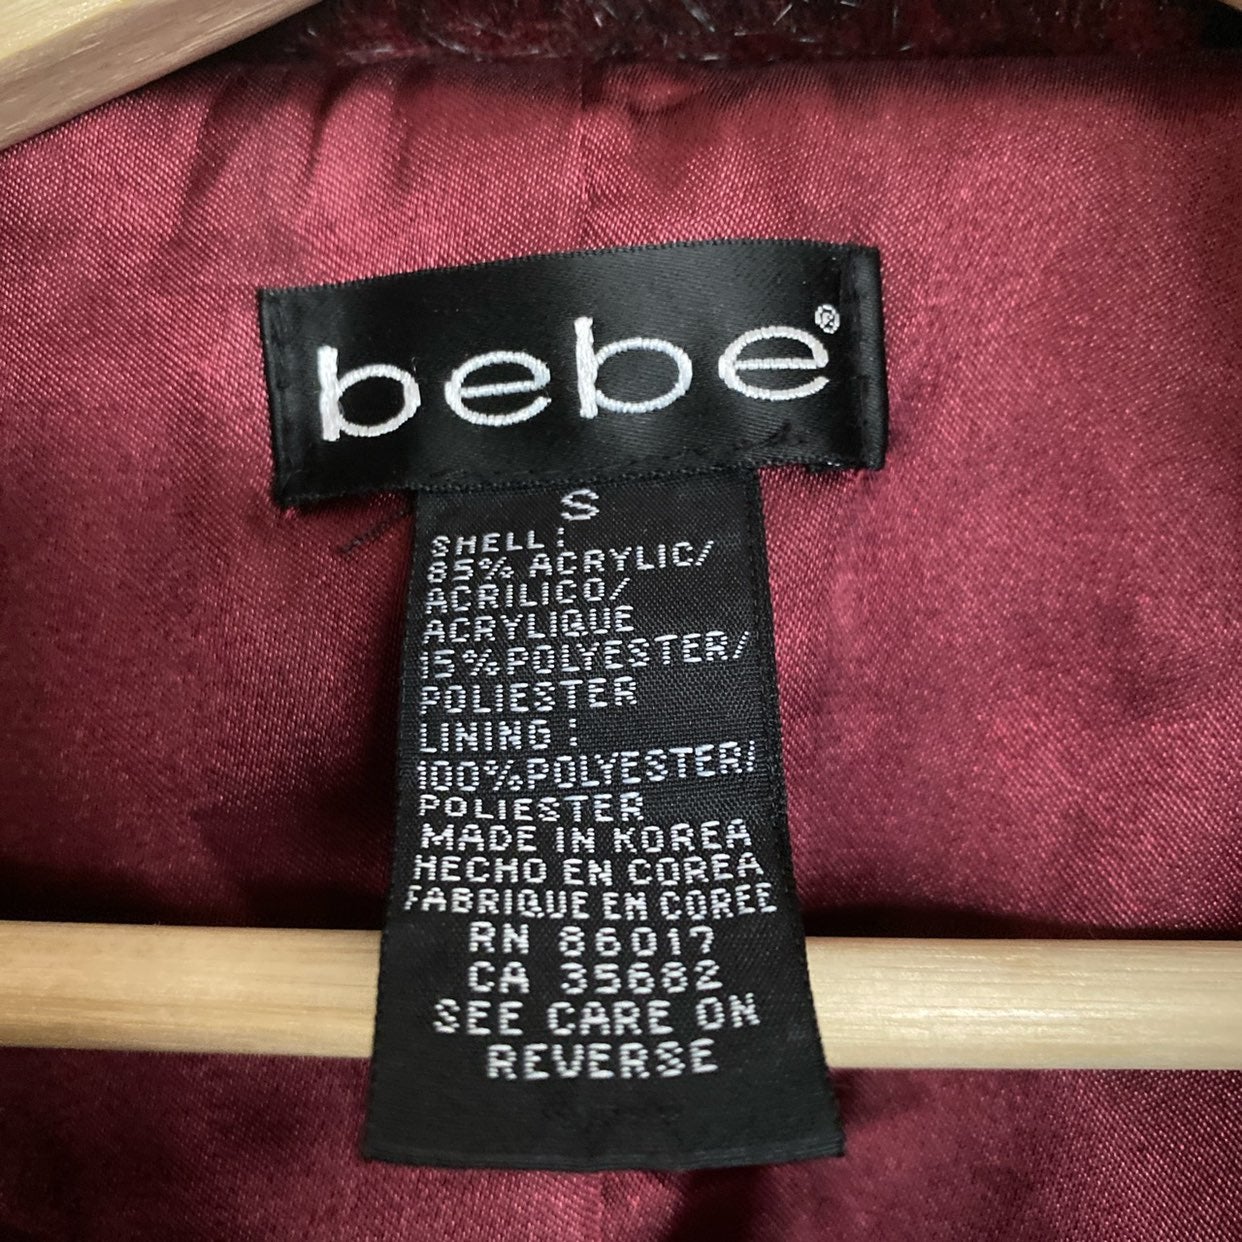 bebe®
S
SHELL:
85% ACRYLIC/
ACRILICO/
ACRYLIQUE
15%POLYESTER/
POLIESTER
LINING:
100%POLYESTER/
POLIESTER
MADE IN KOREA
HECHO EN COREA
FABRIQUE EN COREE
RN 86017
CA 35682
SEE CARE ON
REVERSE